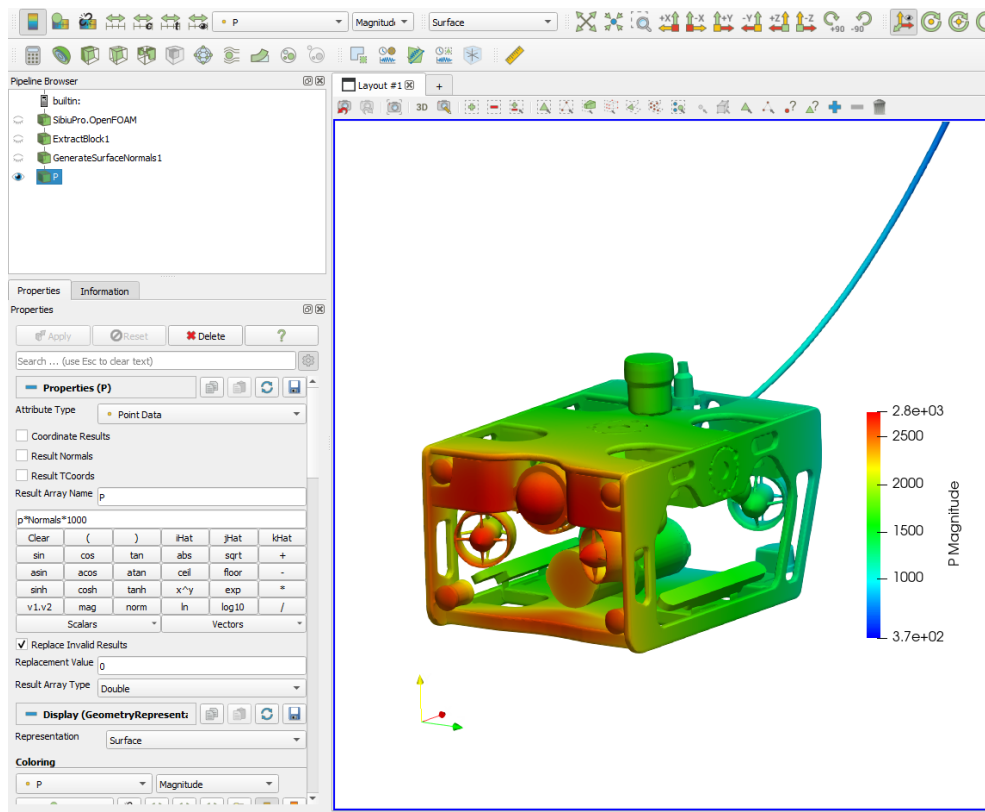 P Magnitud Surface
+X -X +Y -Y +Z -Z +90 -90
Pipeline Browser
builtin:
SibiuPro.OpenFOAM
ExtractBlock1
GenerateSurfaceNormals1
P
Properties Information
Properties
Apply Reset Delete ?
Search ... (use Esc to clear text)
Properties (P)
Attribute Type Point Data
Coordinate Results
Result Normals
Result TCoords
Result Array Name P
p*Normals*1000
Clear ( ) iHat jHat kHat
sin cos tan abs sqrt +
asin acos atan ceil floor -
sinh cosh tanh x^y exp *
v1.v2 mag norm ln log10 /
Scalars Vectors
Replace Invalid Results
Replacement Value 0
Result Array Type Double
Display (GeometryRepresenta
Representation Surface
Coloring
P Magnitude
Layout #1 +
3D
2.8e+03
2500
2000
1500
1000
3.7e+02
P Magnitude